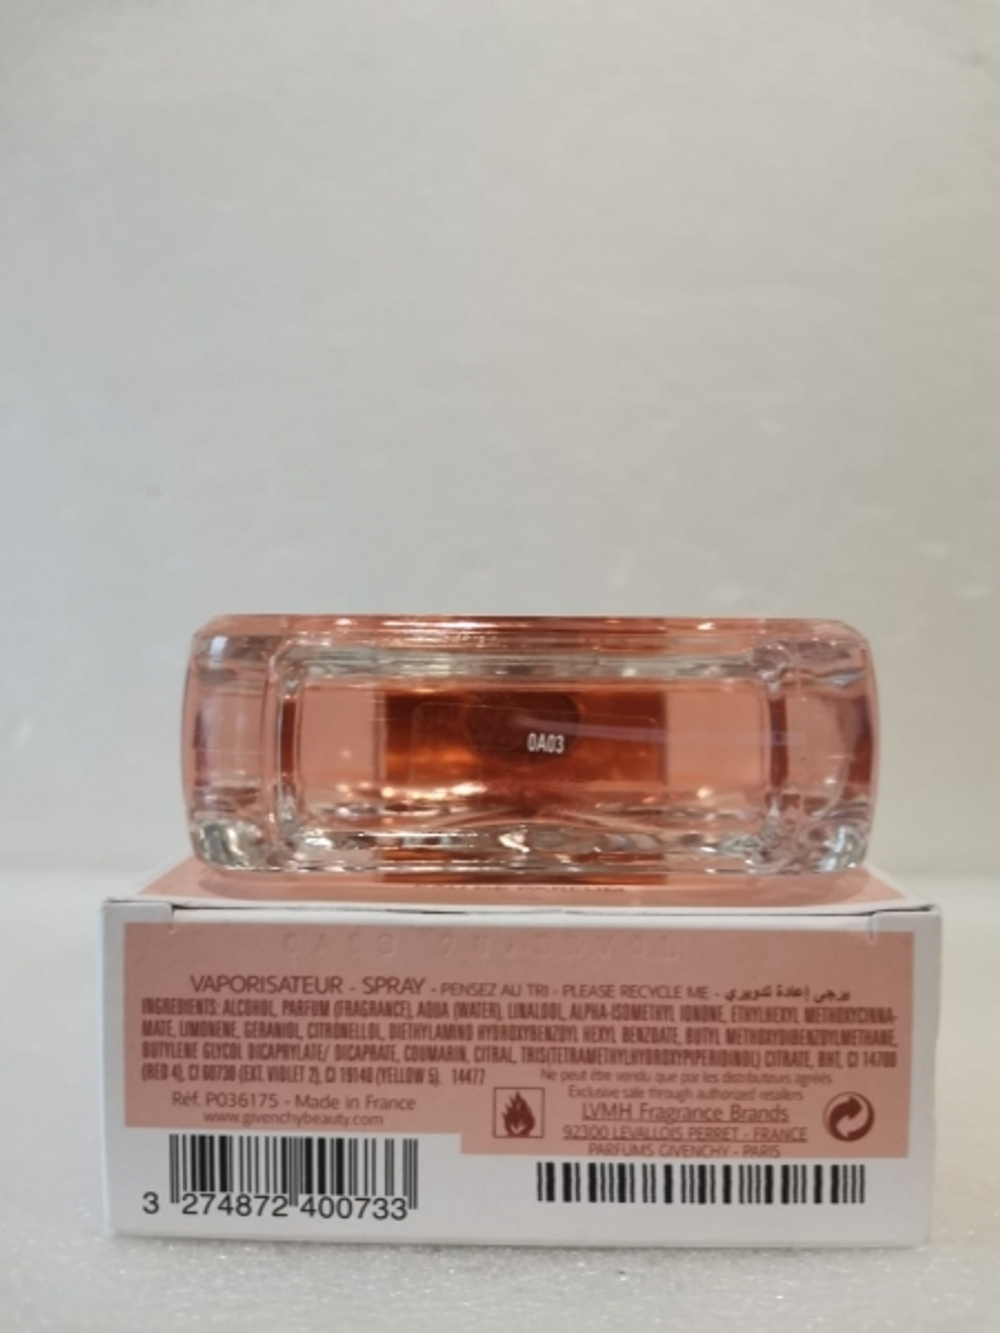 0A03
VAPORISATEUR - SPRAY - PENSEZ AU TRI - PLEASE RECYCLE ME - يرجى إعادة تدويري
INGREDIENTS: ALCOHOL, PARFUM (FRAGRANCE), AQUA (WATER), LINALOOL, ALPHA-ISOMETHYL IONONE, ETHYLHEXYL METHOXYCINNA-
MATE, LIMONENE, GERANIOL, CITRONELLOL, DIETHYLAMINO HYDROXYBENZOYL HEXYL BENZOATE, BUTYL METHOXYDIBENZOYLMETHANE,
BUTYLENE GLYCOL DICAPRYLATE/ DICAPRATE, COUMARIN, CITRAL, TRIS(TETRAMETHYLHYDROXYPIPERIDINOL) CITRATE, BHT, CI 14700
(RED 4), CI 60730 (EXT. VIOLET 2), CI 19140 (YELLOW 5). 14477
Ne peut être vendu que par les distributeurs agréés
Exclusive sale through authorized retailers
Réf. P036175 - Made in France
www.givenchybeauty.com
LVMH Fragrance Brands
92300 LEVALLOIS PERRET - FRANCE
PARFUMS GIVENCHY - PARIS
3 274872 400733